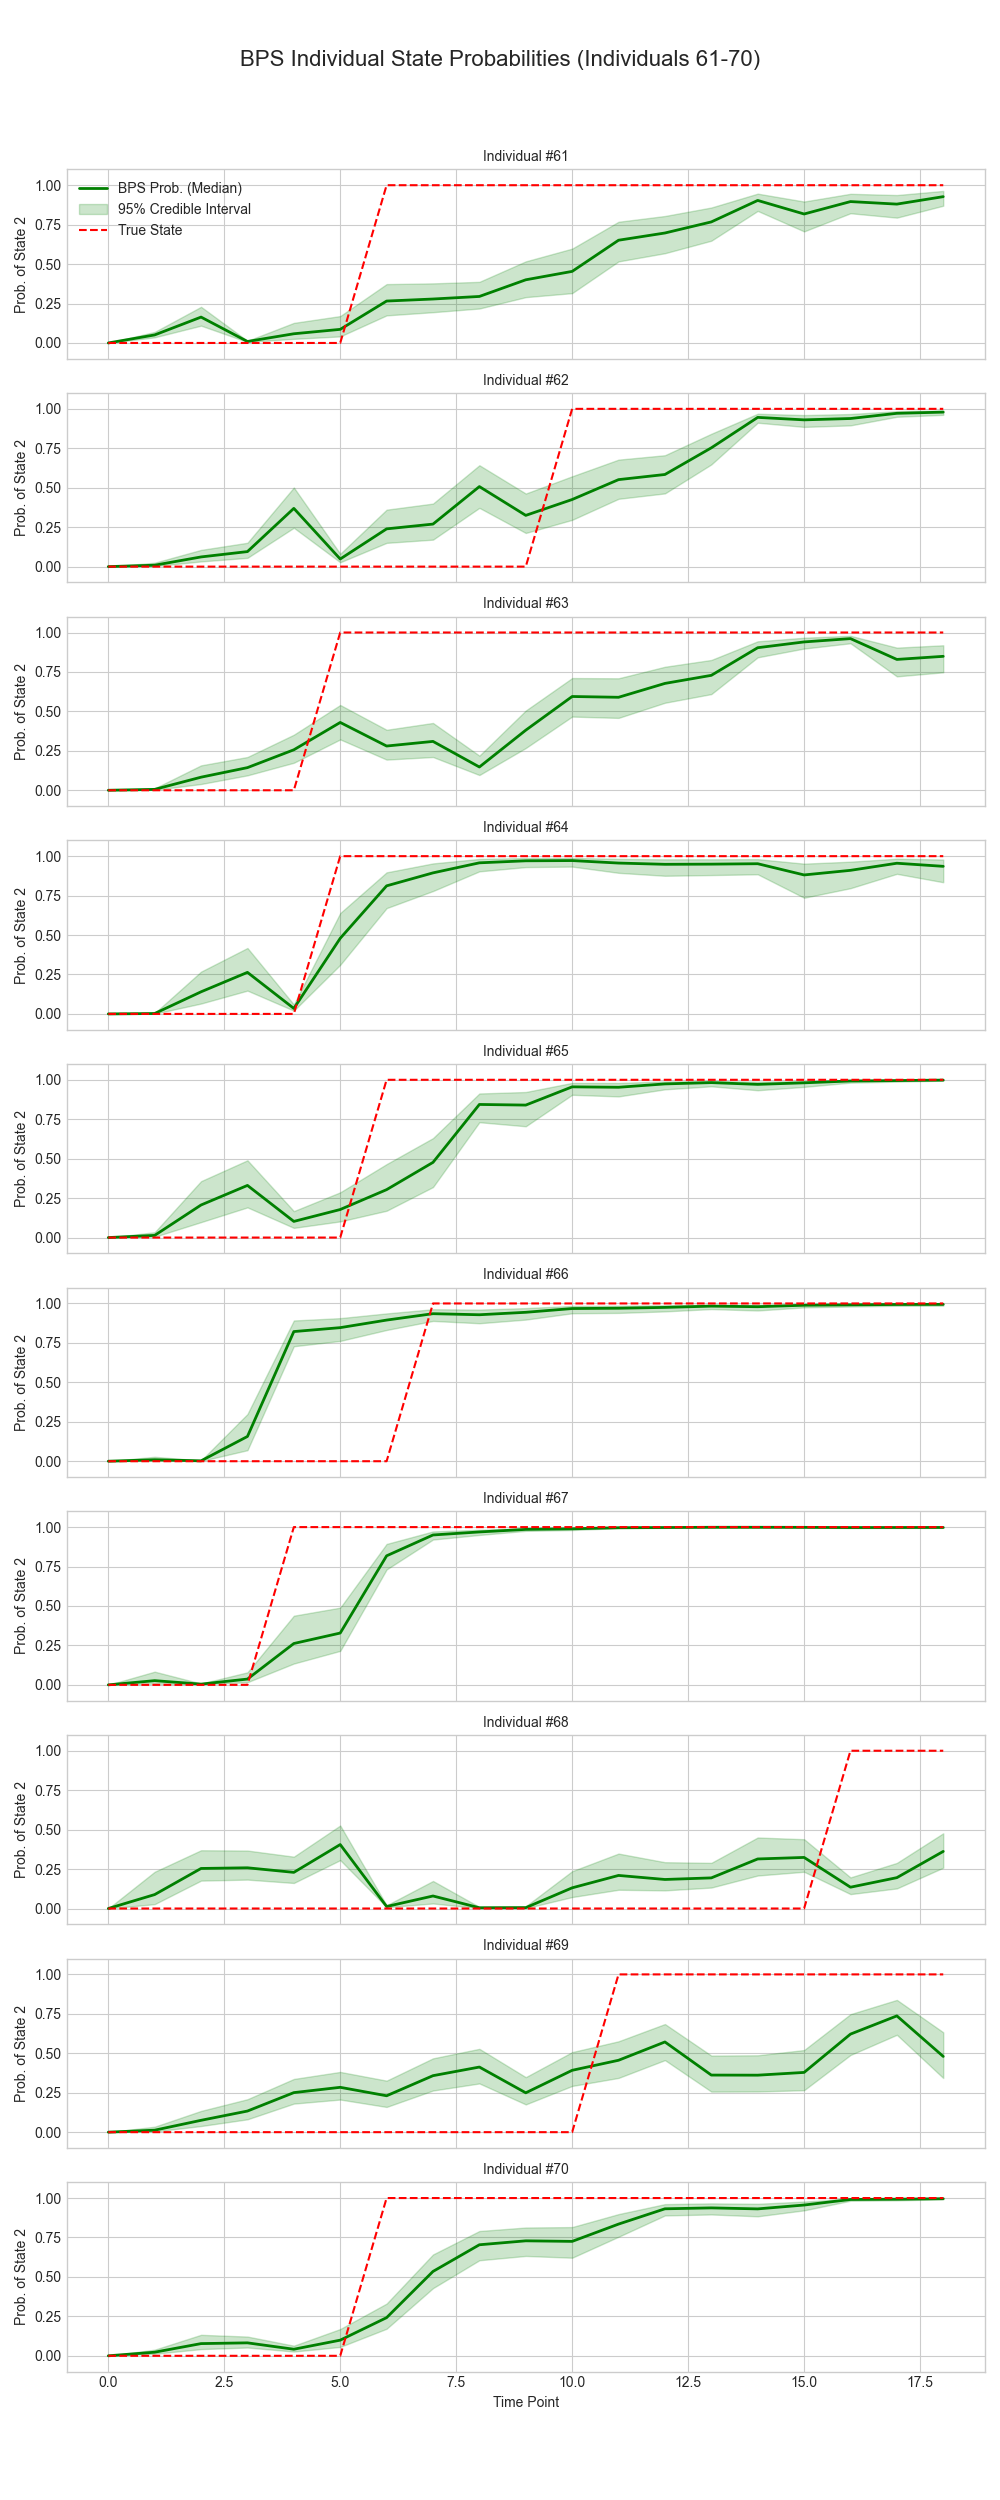 BPS Individual State Probabilities (Individuals 61-70)
Individual #61
1.00
0.75
0.50
0.25
0.00
Prob. of State 2
BPS Prob. (Median)
95% Credible Interval
True State
Individual #62
1.00
0.75
0.50
0.25
0.00
Prob. of State 2
Individual #63
1.00
0.75
0.50
0.25
0.00
Prob. of State 2
Individual #64
1.00
0.75
0.50
0.25
0.00
Prob. of State 2
Individual #65
1.00
0.75
0.50
0.25
0.00
Prob. of State 2
Individual #66
1.00
0.75
0.50
0.25
0.00
Prob. of State 2
Individual #67
1.00
0.75
0.50
0.25
0.00
Prob. of State 2
Individual #68
1.00
0.75
0.50
0.25
0.00
Prob. of State 2
Individual #69
1.00
0.75
0.50
0.25
0.00
Prob. of State 2
Individual #70
1.00
0.75
0.50
0.25
0.00
Prob. of State 2
0.0 2.5 5.0 7.5 10.0 12.5 15.0 17.5
Time Point